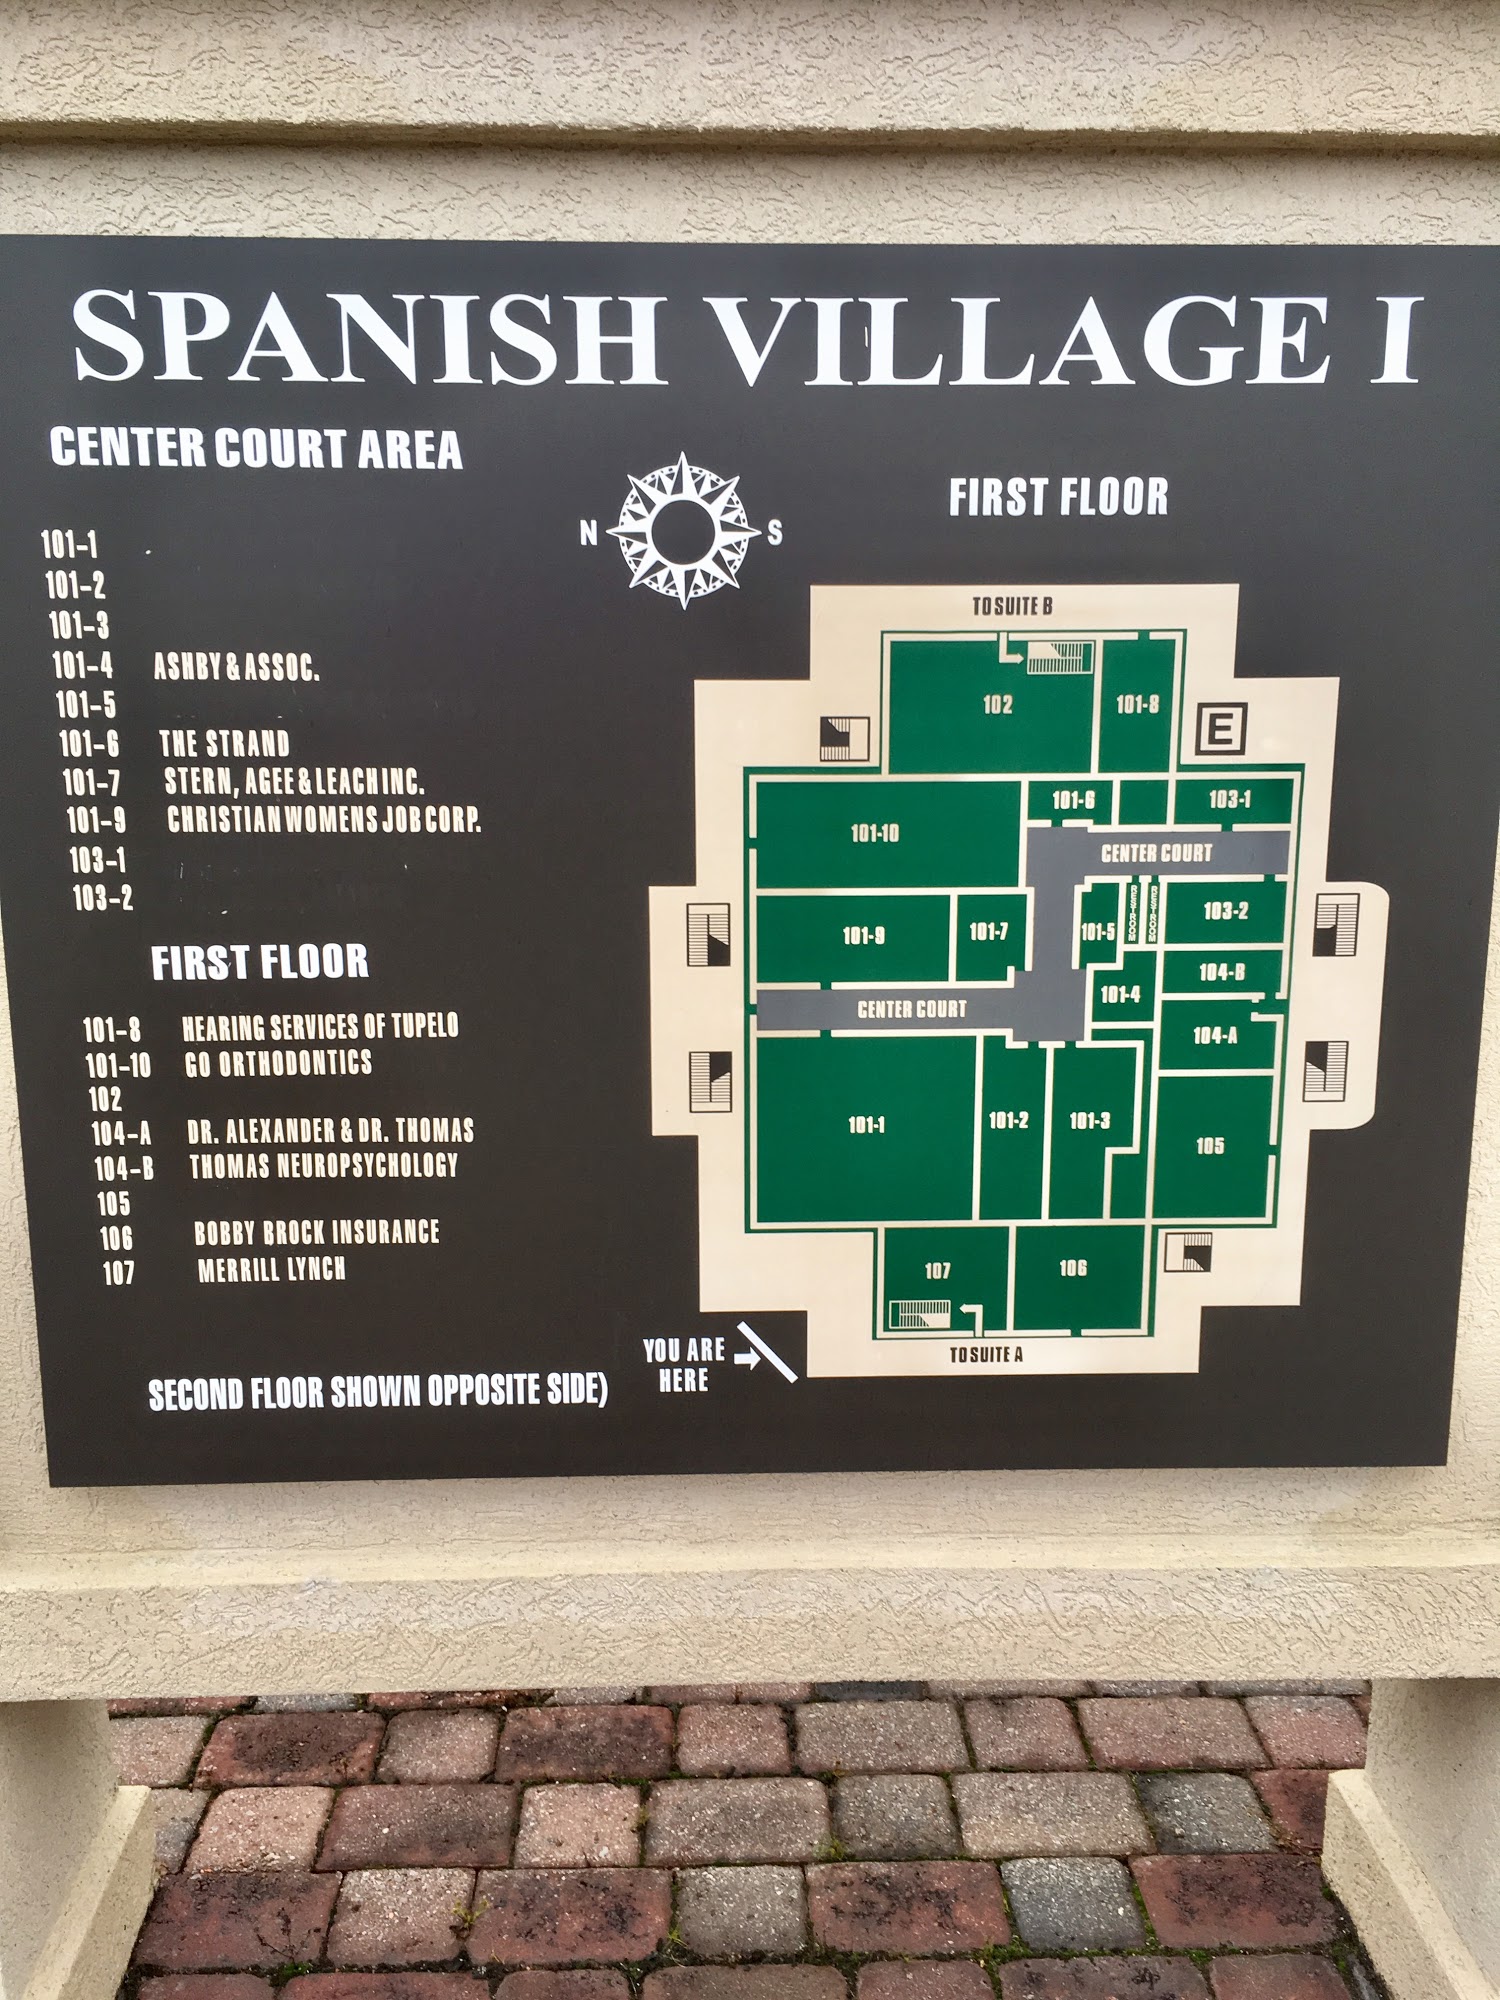 SPANISH VILLAGE I
CENTER COURT AREA
101-1
101-2
101-3
101-4 ASHBY & ASSOC.
101-5
101-6 THE STRAND
101-7 STERN, AGEE & LEACH INC.
101-9 CHRISTIAN WOMENS JOB CORP.
103-1
103-2
FIRST FLOOR
101-8 HEARING SERVICES OF TUPELO
101-10 GO ORTHODONTICS
102
104-A DR. ALEXANDER & DR. THOMAS
104-B THOMAS NEUROPSYCHOLOGY
105
106 BOBBY BROCK INSURANCE
107 MERRILL LYNCH
SECOND FLOOR SHOWN OPPOSITE SIDE)
N S
FIRST FLOOR
TO SUITE B
102 101-8
E
101-6 103-1
101-10
CENTER COURT
RESTROOM RESTROOM
103-2
101-9 101-7 101-5
104-B
101-4
CENTER COURT
104-A
101-1 101-2 101-3
105
107 106
TO SUITE A
YOU ARE
HERE